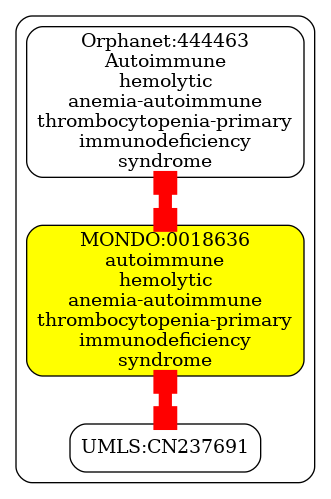 Orphanet:444463
Autoimmune
hemolytic
anemia-autoimmune
thrombocytopenia-primary
immunodeficiency
syndrome
MONDO:0018636
autoimmune
hemolytic
anemia-autoimmune
thrombocytopenia-primary
immunodeficiency
syndrome
UMLS:CN237691